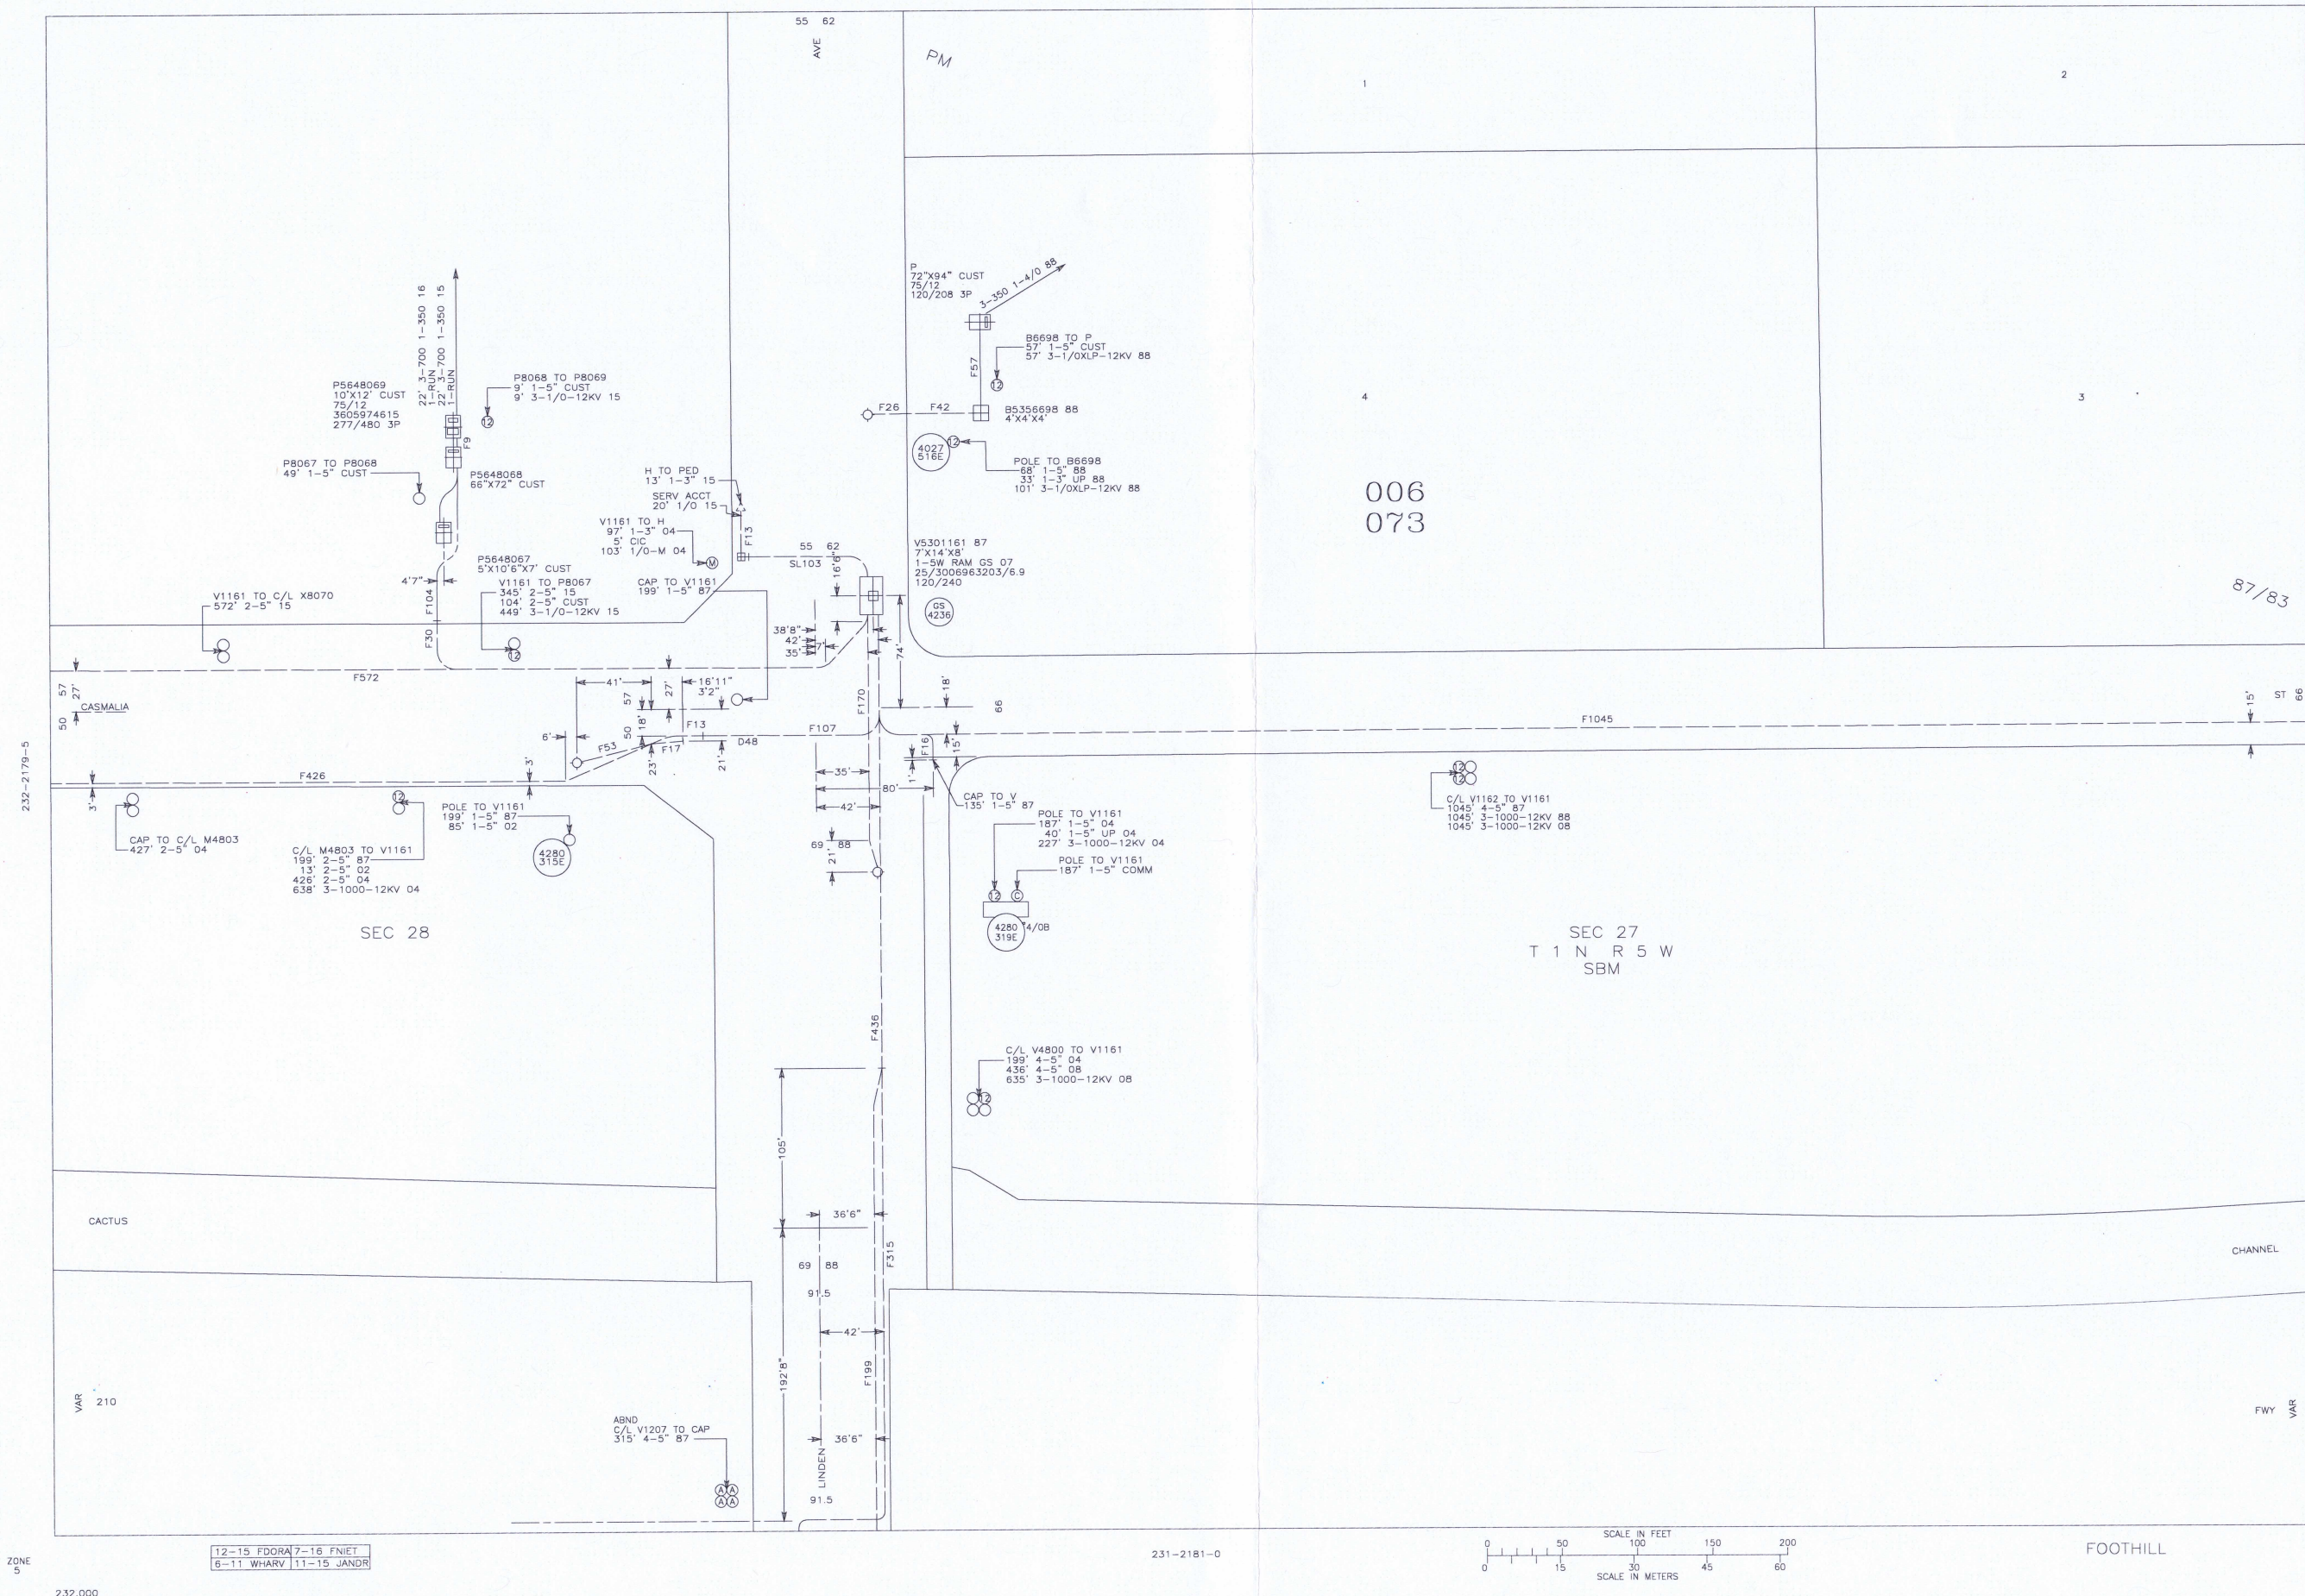 55 62
AVE
PM
1
2
P
72"X94" CUST
75/12
120/208 3P
3-350 1-4/0 88
22' 3-700 1-350 16
1-RUN
22' 3-700 1-350 15
1-RUN
B6698 TO P
57' 1-5" CUST
57' 3-1/0XLP-12KV 88
F57
12
P5648069
10'X12' CUST
75/12
3605974615
277/480 3P
P8068 TO P8069
9' 1-5" CUST
9' 3-1/0-12KV 15
12
F9
F26
F42
B5356698 88
4'X4'X4'
4
3
4027
516E
12
POLE TO B6698
68' 1-5" 88
33' 1-3" UP 88
101' 3-1/0XLP-12KV 88
P8067 TO P8068
49' 1-5" CUST
P5648068
66"X72" CUST
H TO PED
13' 1-3" 15
SERV ACCT
20' 1/0 15
006
073
V1161 TO H
97' 1-3" 04
5' CIC
103' 1/0-M 04
M
F13
55 62
SL103
16'6"
V5301161 87
7'X14'X8'
1-5W RAM GS 07
25/3006963203/6.9
120/240
GS
4236
P5648067
5'X10'6"X7' CUST
4'7"
V1161 TO P8067
345' 2-5" 15
104' 2-5" CUST
449' 3-1/0-12KV 15
12
CAP TO V1161
199' 1-5" 87
87/83
V1161 TO C/L X8070
572' 2-5" 15
F104
F30
38'8"
42'
7'
35'
74'
F572
57
27'
50
CASMALIA
41'
57
27'
16'11"
3'2"
50
18'
F170
18'
66
F1045
15'
ST 66
6'
F53
F13
F17
D48
F107
23'
21'
F16
15'
1'
232-2179-5
F426
3'
3'
35'
80'
42'
CAP TO V
135' 1-5" 87
12
12
C/L V1162 TO V1161
1045' 4-5" 87
1045' 3-1000-12KV 88
1045' 3-1000-12KV 08
CAP TO C/L M4803
427' 2-5" 04
12
C/L M4803 TO V1161
199' 2-5" 87
13' 2-5" 02
426' 2-5" 04
638' 3-1000-12KV 04
POLE TO V1161
199' 1-5" 87
85' 1-5" 02
4280
315E
69 88
21'
POLE TO V1161
187' 1-5" 04
40' 1-5" UP 04
227' 3-1000-12KV 04
POLE TO V1161
187' 1-5" COMM
12
C
4280
319E
4/0B
SEC 28
SEC 27
T 1 N R 5 W
SBM
F436
C/L V4800 TO V1161
199' 4-5" 04
436' 4-5" 08
635' 3-1000-12KV 08
12
105'
CACTUS
36'6"
F315
CHANNEL
69 88
91.5
42'
192'8"
F199
VAR 210
FWY VAR
ABND
C/L V1207 TO CAP
315' 4-5" 87
36'6"
LINDEN
A A
A A
91.5
ZONE
5
12-15 FDORA 7-16 FNIET
6-11 WHARV 11-15 JANDR
231-2181-0
SCALE IN FEET
0 50 100 150 200
0 15 30 45 60
SCALE IN METERS
FOOTHILL
232,000